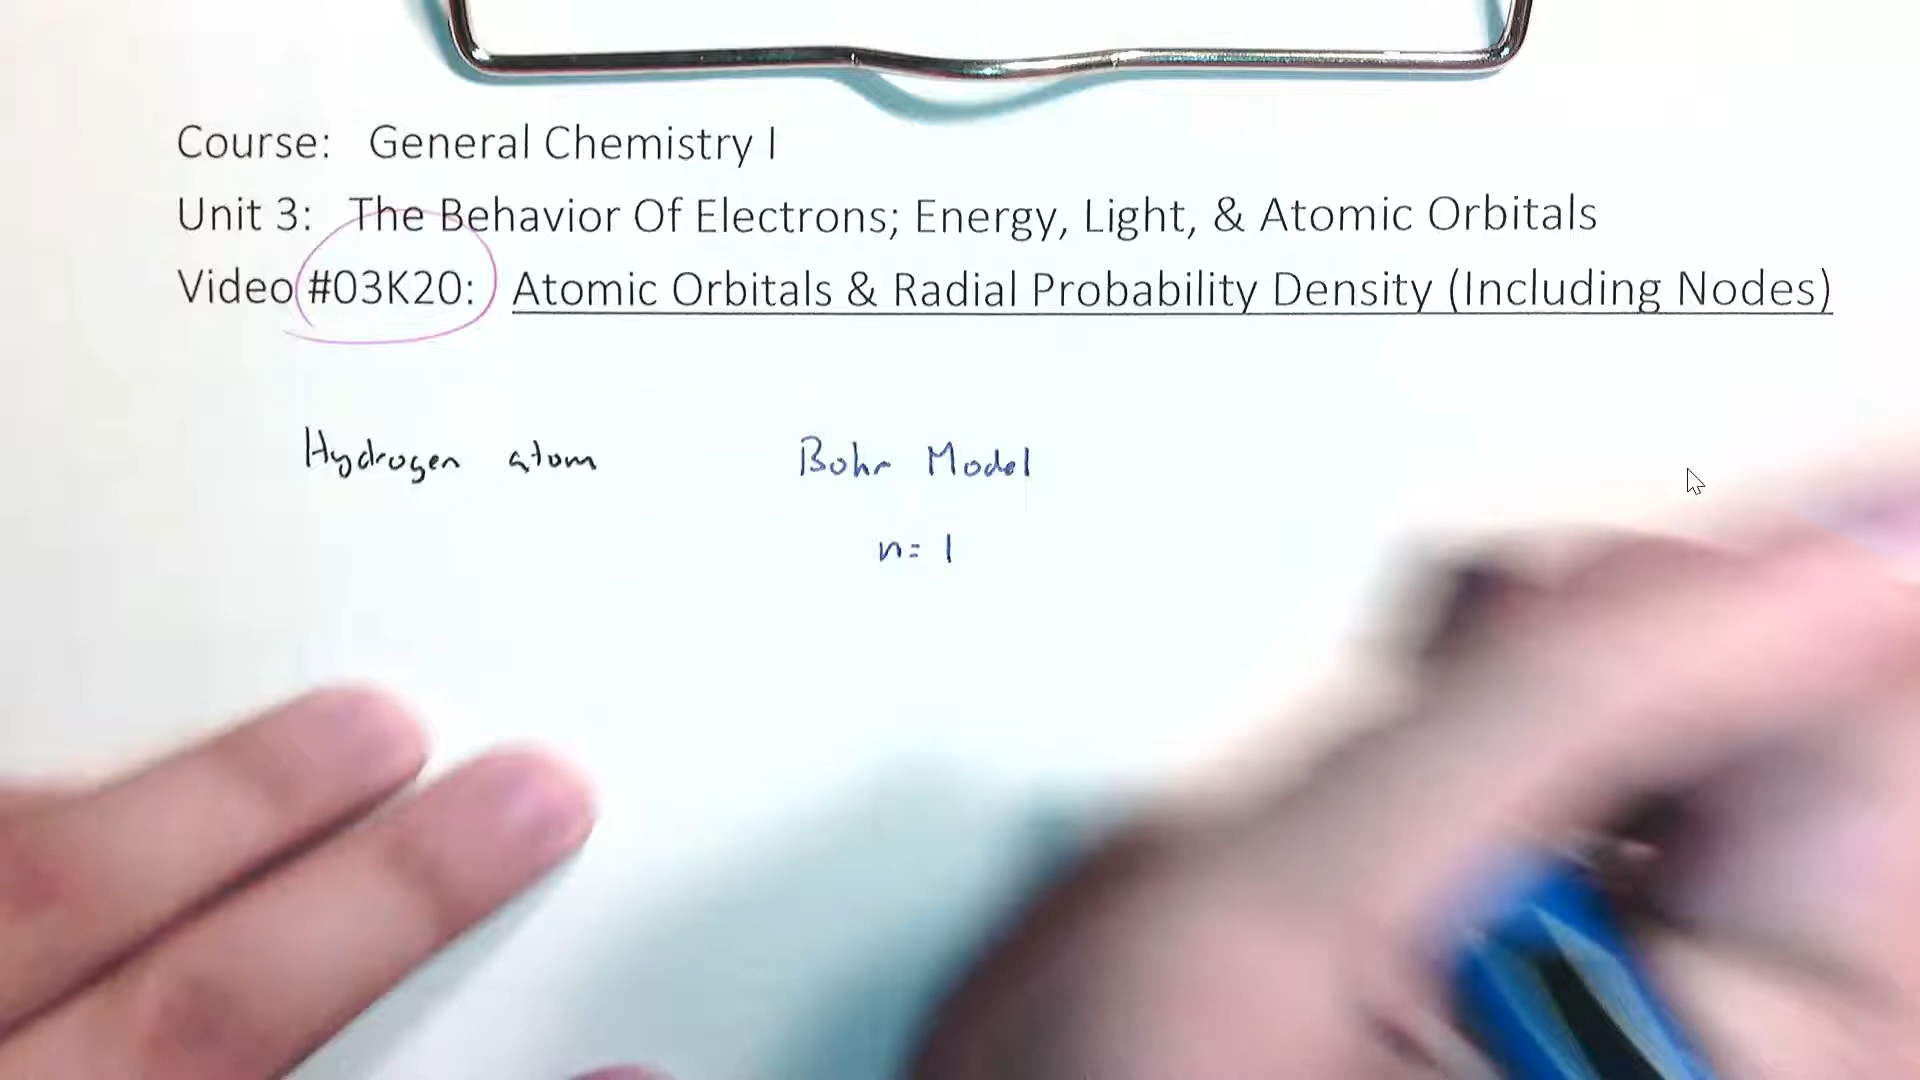 Course: General Chemistry I
Unit 3: The Behavior Of Electrons; Energy, Light, & Atomic Orbitals
Video #03K20: Atomic Orbitals & Radial Probability Density (Including Nodes)
Hydrogen atom Bohr Model
n= 1